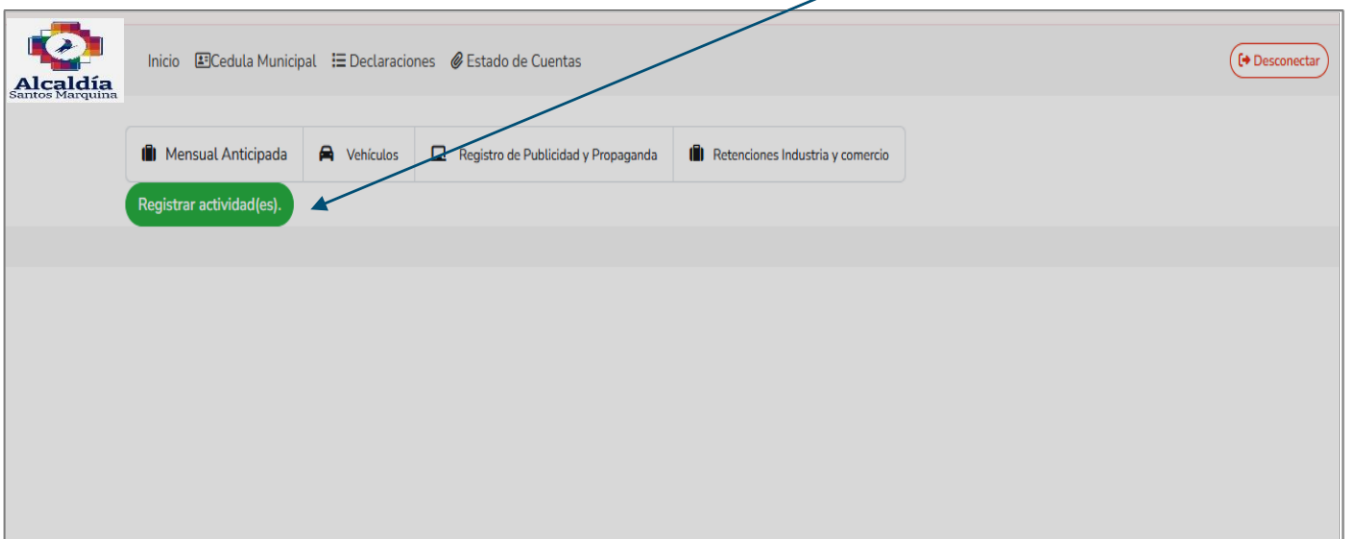 Alcaldía
Santos Marquina
Inicio Cedula Municipal Declaraciones Estado de Cuentas
Desconectar
Mensual Anticipada Vehículos Registro de Publicidad y Propaganda Retenciones Industria y comercio
Registrar actividad(es).